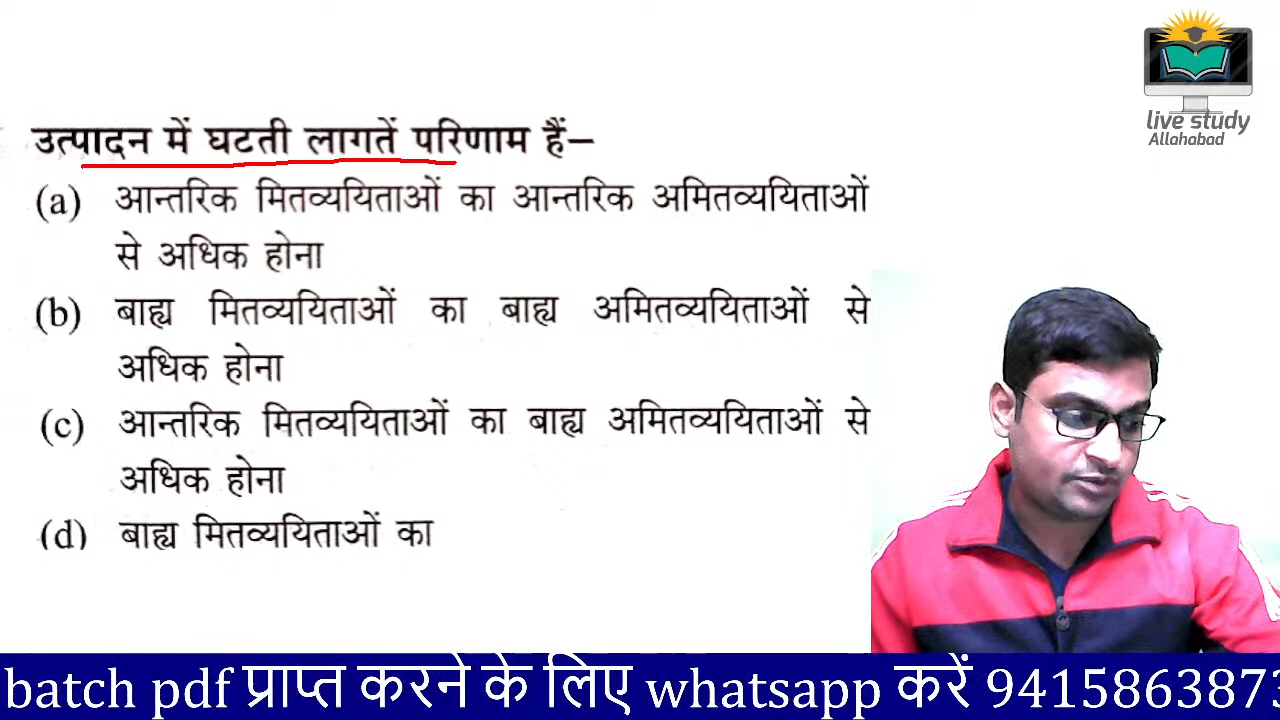 live study
Allahabad
उत्पादन में घटती लागतें परिणाम हैं–
(a) आन्तरिक मितव्ययिताओं का आन्तरिक अमितव्ययिताओं
से अधिक होना
(b) बाह्य मितव्ययिताओं का बाह्य अमितव्ययिताओं से
अधिक होना
(c) आन्तरिक मितव्ययिताओं का बाह्य अमितव्ययिताओं से
अधिक होना
(d) बाह्य मितव्ययिताओं का
batch pdf प्राप्त करने के लिए whatsapp करें 9415863873